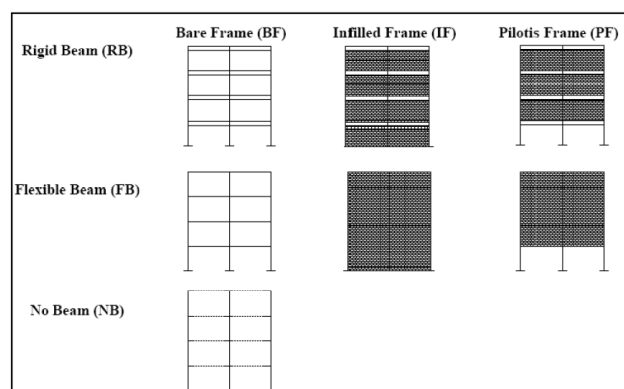 Bare Frame (BF) Infilled Frame (IF) Pilotis Frame (PF)
Rigid Beam (RB)
Flexible Beam (FB)
No Beam (NB)